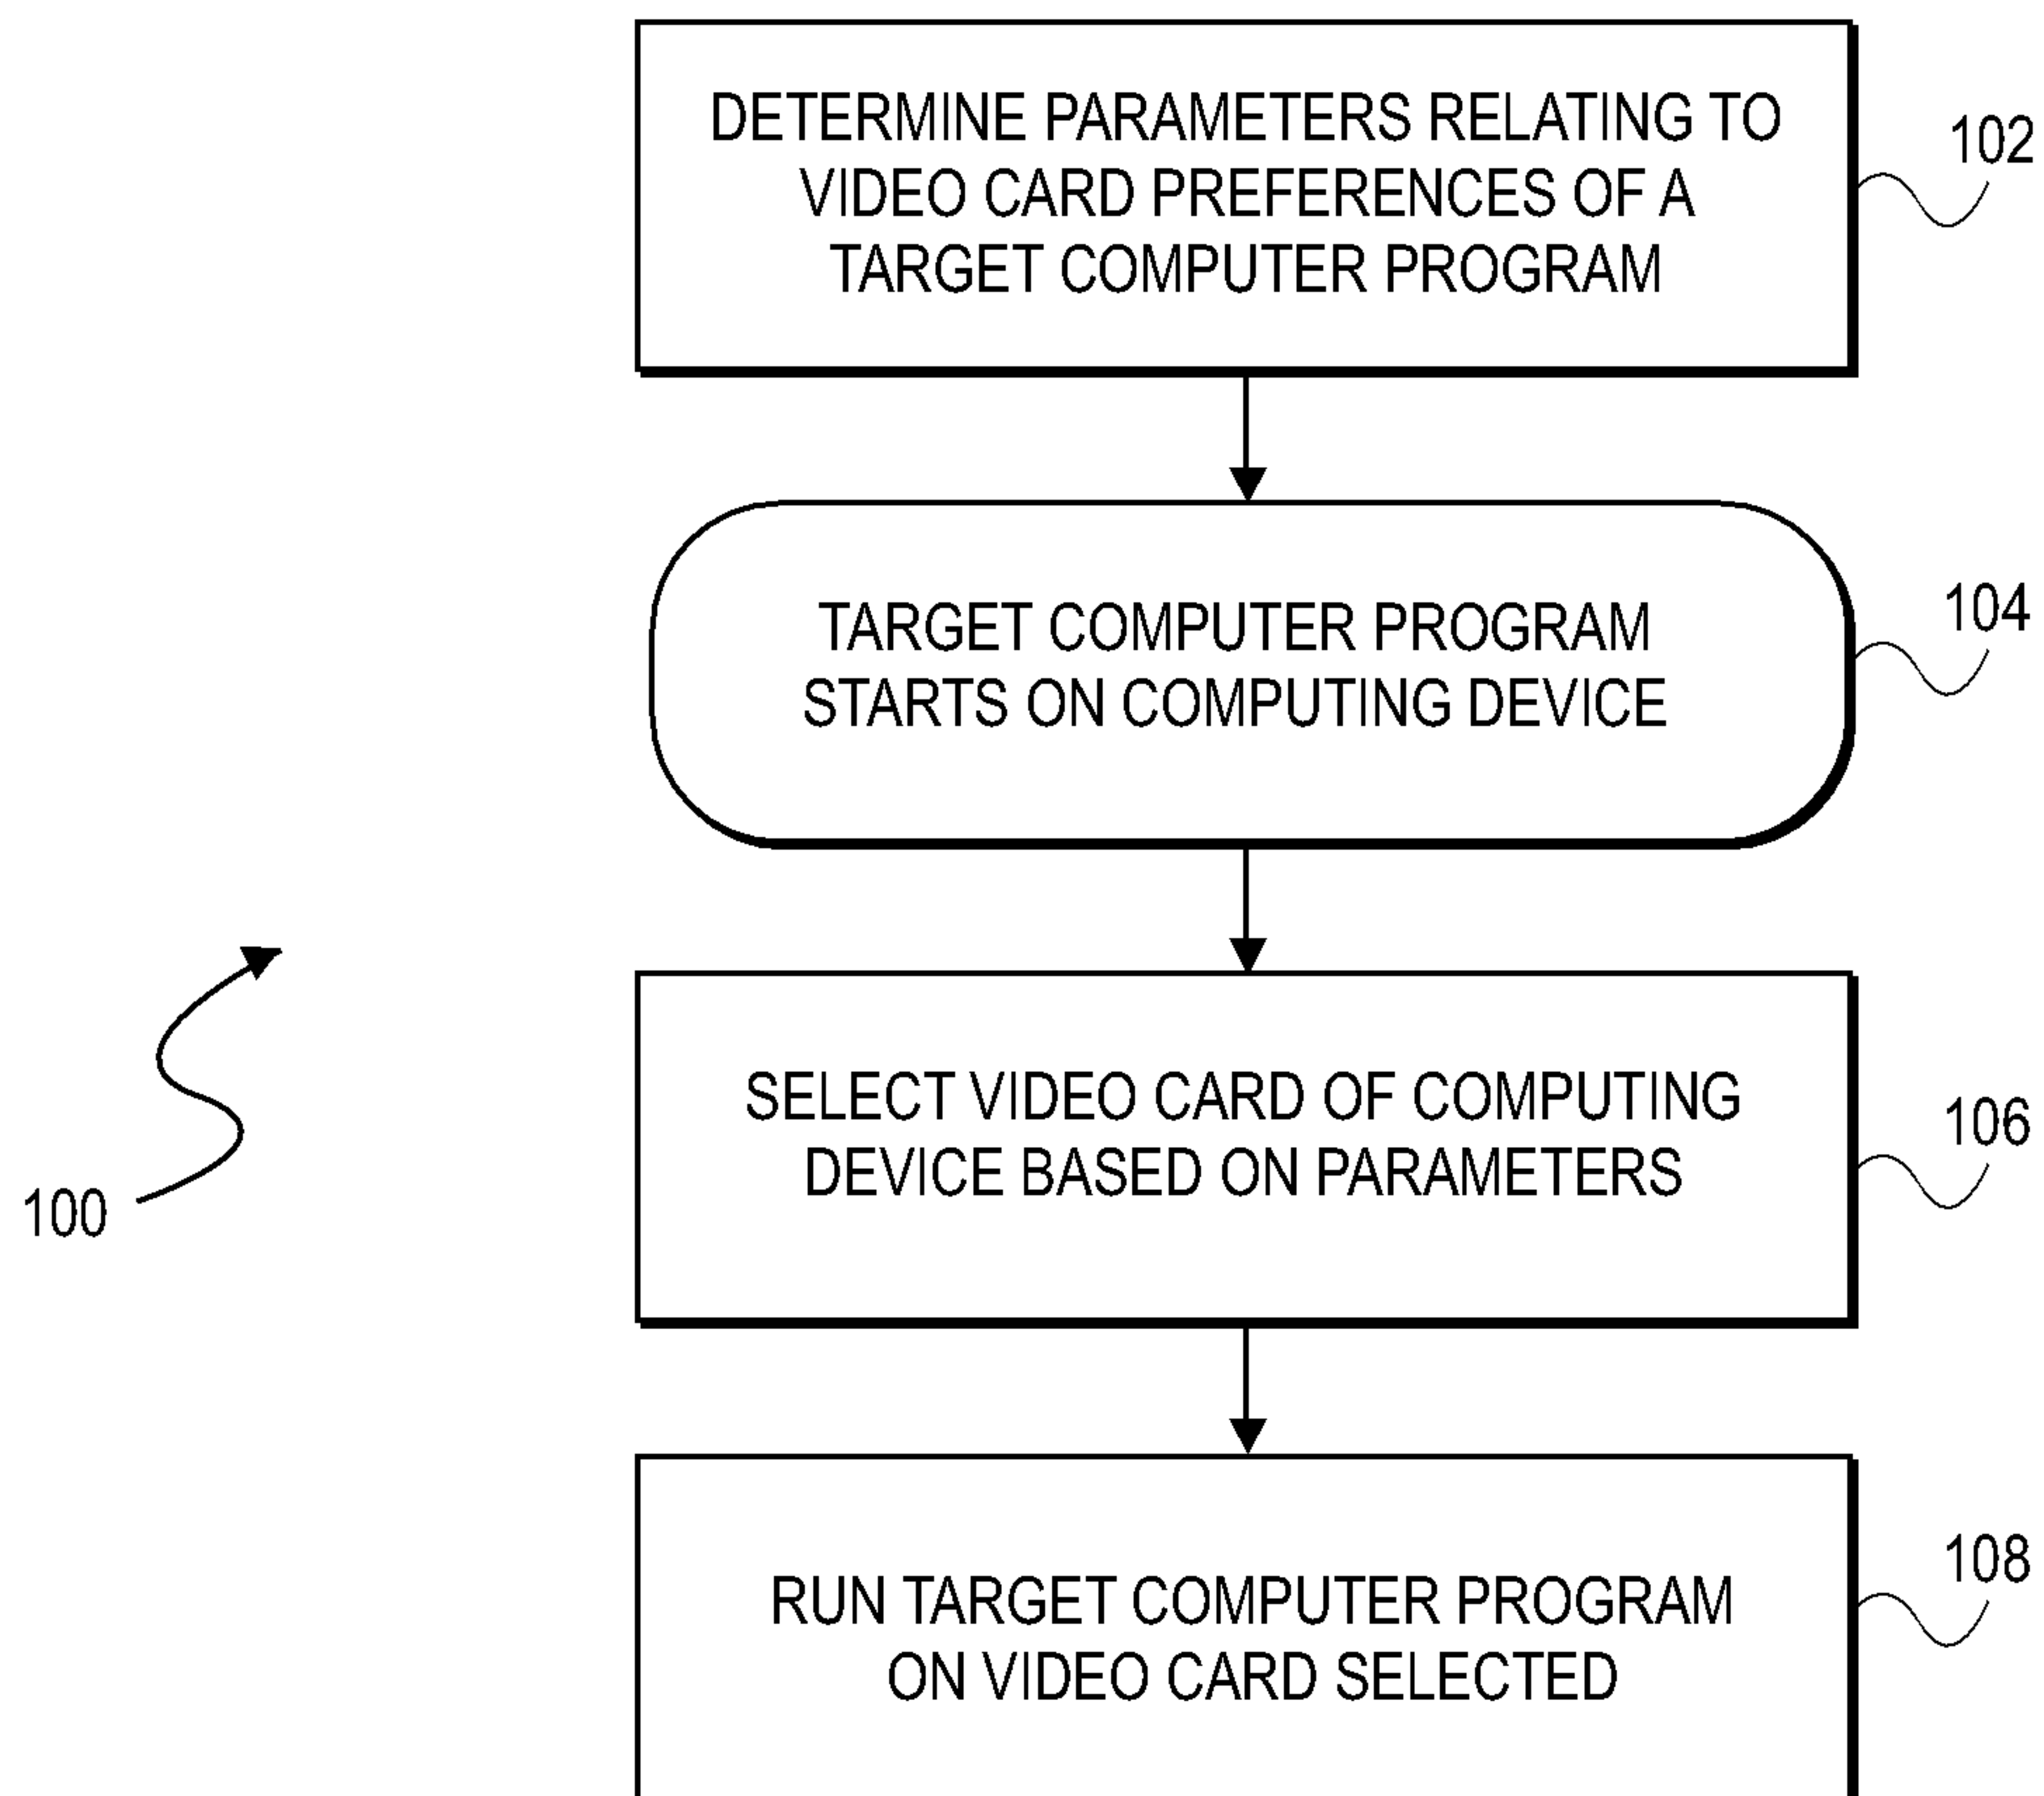 DETERMINE PARAMETERS RELATING TO
VIDEO CARD PREFERENCES OF A
TARGET COMPUTER PROGRAM
102
TARGET COMPUTER PROGRAM
STARTS ON COMPUTING DEVICE
104
SELECT VIDEO CARD OF COMPUTING
DEVICE BASED ON PARAMETERS
106
100
RUN TARGET COMPUTER PROGRAM
ON VIDEO CARD SELECTED
108